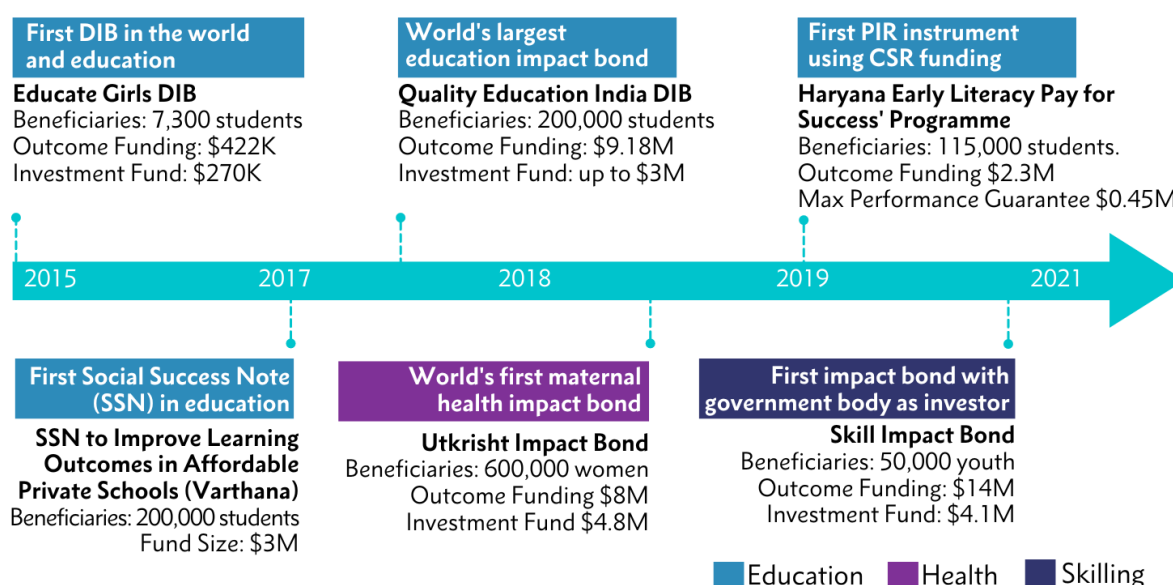 First DIB in the world
and education
Educate Girls DIB
Beneficiaries: 7,300 students
Outcome Funding: $422K
Investment Fund: $270K
World's largest
education impact bond
Quality Education India DIB
Beneficiaries: 200,000 students
Outcome Funding: $9.18M
Investment Fund: up to $3M
First PIR instrument
using CSR funding
Haryana Early Literacy Pay for
Success' Programme
Beneficiaries: 115,000 students.
Outcome Funding $2.3M
Max Performance Guarantee $0.45M
2015 2017 2018 2019 2021
First Social Success Note
(SSN) in education
SSN to Improve Learning
Outcomes in Affordable
Private Schools (Varthana)
Beneficiaries: 200,000 students
Fund Size: $3M
World's first maternal
health impact bond
Utkrisht Impact Bond
Beneficiaries: 600,000 women
Outcome Funding $8M
Investment Fund $4.8M
First impact bond with
government body as investor
Skill Impact Bond
Beneficiaries: 50,000 youth
Outcome Funding: $14M
Investment Fund: $4.1M
Education Health Skilling